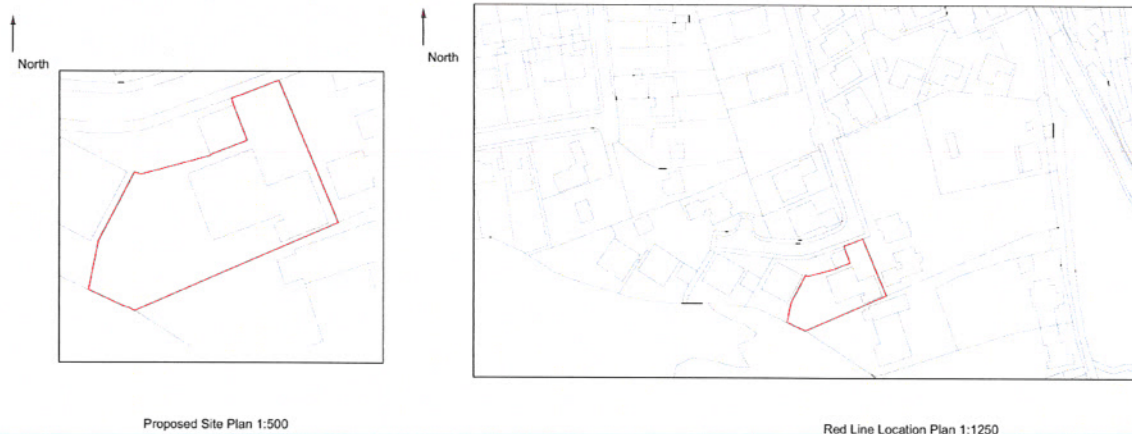 North
North
Proposed Site Plan 1:500
Red Line Location Plan 1:1250